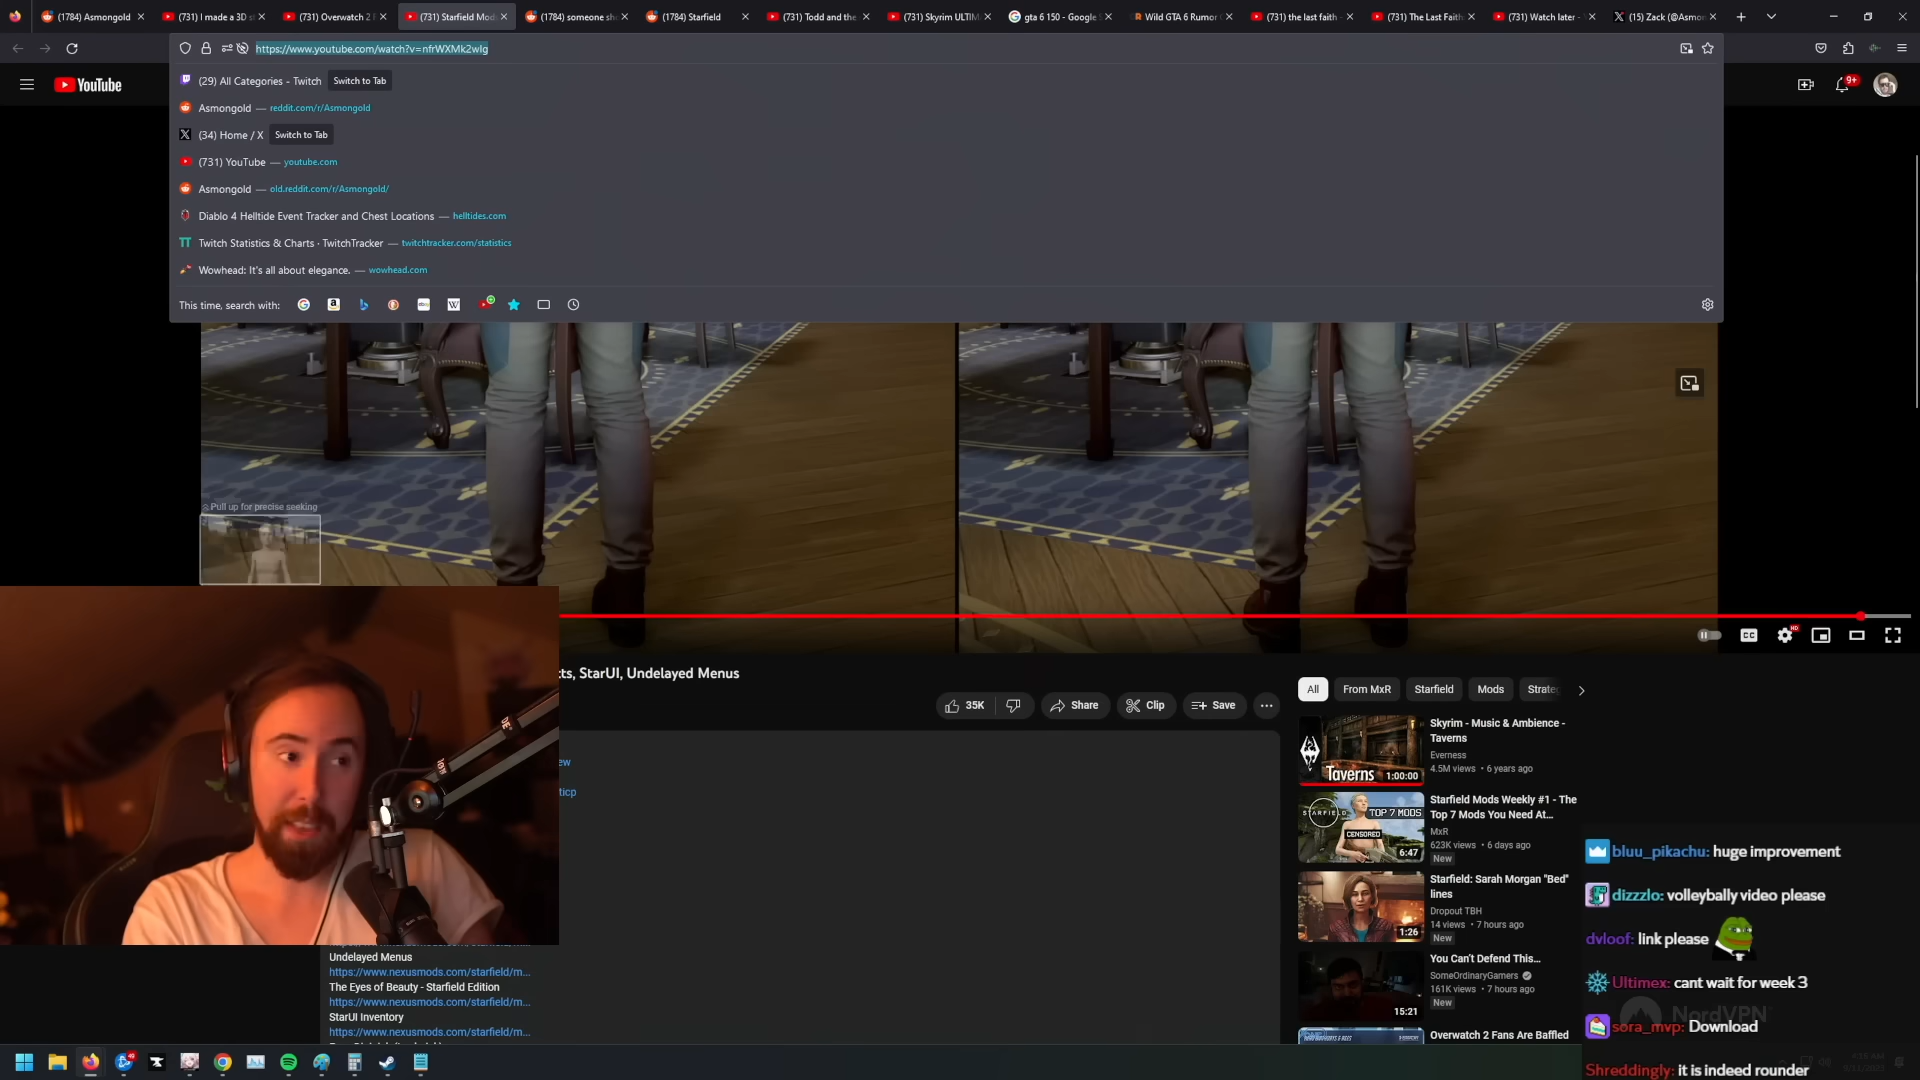 (1784) Asmongold
(731) I made a 3D s
(731) Overwatch 2 F
(731) Starfield Mod
(1784) someone sh
(1784) Starfield
(731) Todd and the
(731) Skyrim ULTIM
gta 6 150 - Google S
Wild GTA 6 Rumor C
(731) the last faith -
(731) The Last Faith
(731) Watch later - Y
(15) Zack (@Asmon
https://www.youtube.com/watch?v=nfrWXMk2wIg
(29) All Categories - Twitch Switch to Tab
Asmongold — reddit.com/r/Asmongold
(34) Home / X Switch to Tab
(731) YouTube — youtube.com
Asmongold — old.reddit.com/r/Asmongold/
Diablo 4 Helltide Event Tracker and Chest Locations — helltides.com
Twitch Statistics & Charts · TwitchTracker — twitchtracker.com/statistics
Wowhead: It's all about elegance. — wowhead.com
This time, search with:
YouTube
9+
Pull up for precise seeking
CC
HD
cts, StarUI, Undelayed Menus
35K
Share
Clip
Save
ew
ticp
Undelayed Menus
https://www.nexusmods.com/starfield/m...
The Eyes of Beauty - Starfield Edition
https://www.nexusmods.com/starfield/m...
StarUI Inventory
https://www.nexusmods.com/starfield/m...
All
From MxR
Starfield
Mods
Strate
Taverns 1:00:00
Skyrim - Music & Ambience -
Taverns
Everness
4.5M views • 6 years ago
STARFIELD
TOP 7 MODS
CENSORED
6:47
Starfield Mods Weekly #1 - The
Top 7 Mods You Need At...
MxR
623K views • 6 days ago
New
1:26
Starfield: Sarah Morgan "Bed"
lines
Dropout TBH
14 views • 7 hours ago
New
15:21
You Can't Defend This...
SomeOrdinaryGamers
161K views • 7 hours ago
New
Overwatch 2 Fans Are Baffled
bluu_pikachu: huge improvement
dizzzlo: volleybally video please
dvloof: link please
Ultimex: cant wait for week 3
NordVPN
sora_mvp: Download
Shreddingly: it is indeed rounder